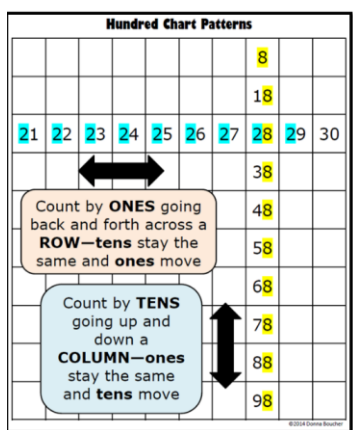 Hundred Chart Patterns
8
18
21 22 23 24 25 26 27 28 29 30
38
48
Count by ONES going
back and forth across a
ROW—tens stay the
same and ones move
58
68
Count by TENS
going up and
down a
COLUMN—ones
stay the same
and tens move
78
88
98
©2014 Donna Boucher